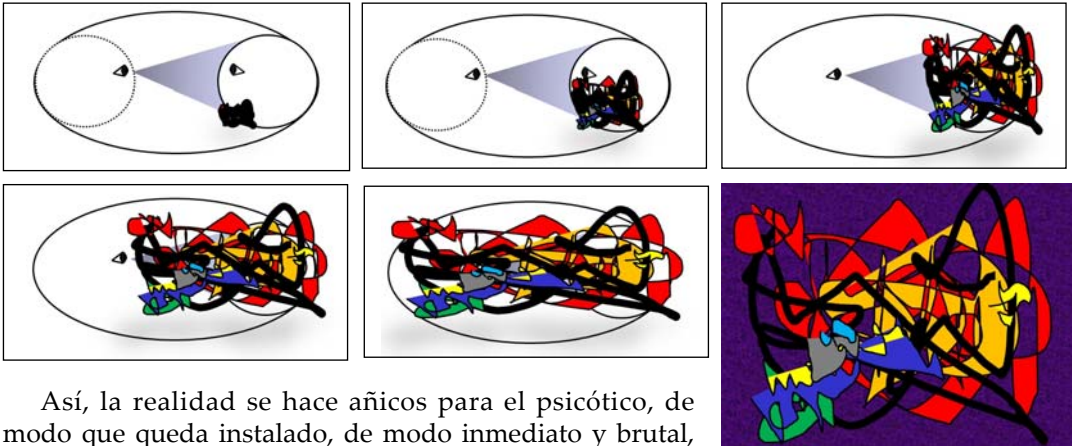 Así, la realidad se hace añicos para el psicótico, de
modo que queda instalado, de modo inmediato y brutal,